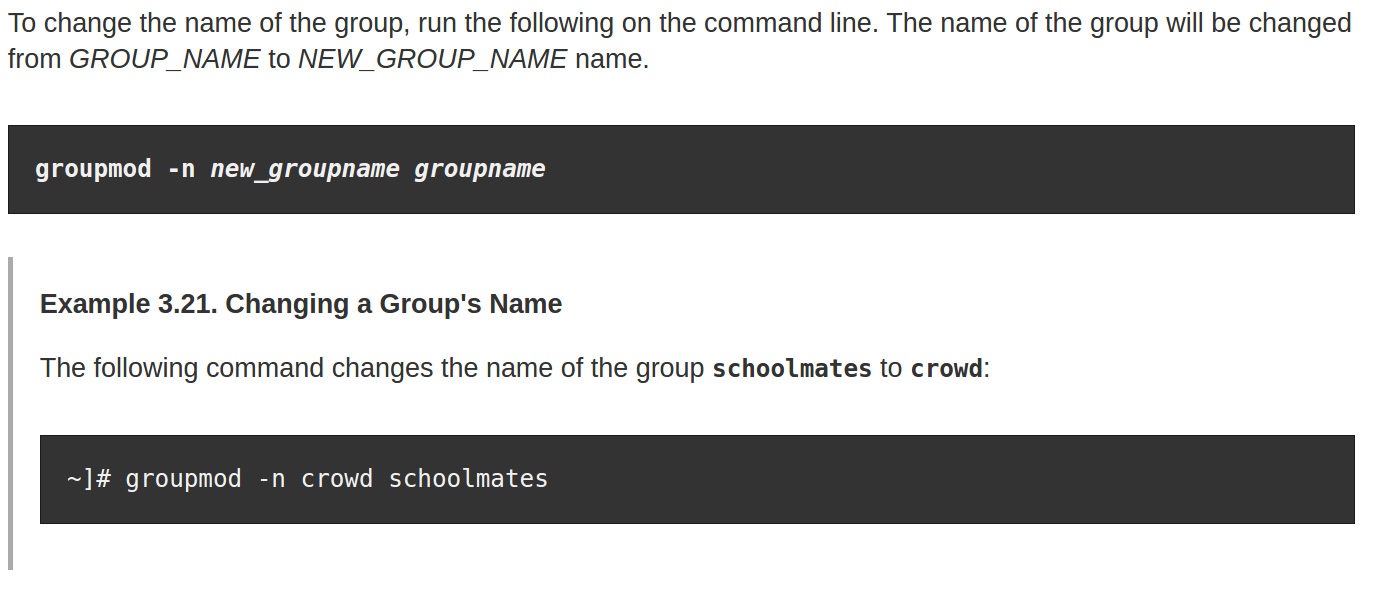 To change the name of the group, run the following on the command line. The name of the group will be changed
from GROUP_NAME to NEW_GROUP_NAME name.
groupmod -n new_groupname groupname
Example 3.21. Changing a Group's Name
The following command changes the name of the group schoolmates to crowd:
~]# groupmod -n crowd schoolmates